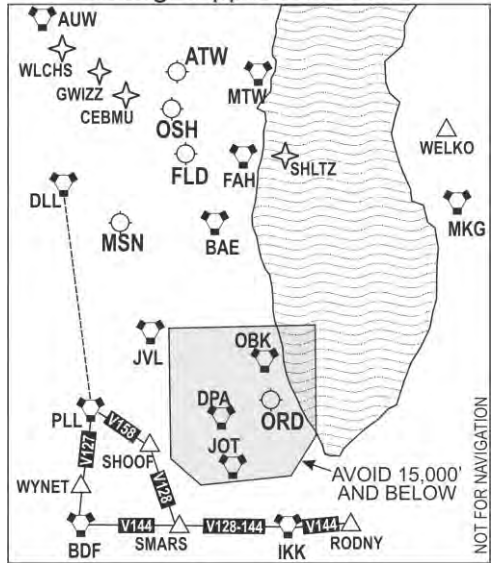 AUW
WLCHS
GWIZZ
CEBMU
ATW
OSH
FLD
MTW
FAH
SHLTZ
WELKO
MKG
DLL
MSN
BAE
JVL
OBK
DPA
ORD
JOT
PLL
V158
V127
SHOOF
V128
WYNET
BDF
V144
SMARS
V128-144
IKK
V144
RODNY
AVOID 15,000'
AND BELOW
NOT FOR NAVIGATION